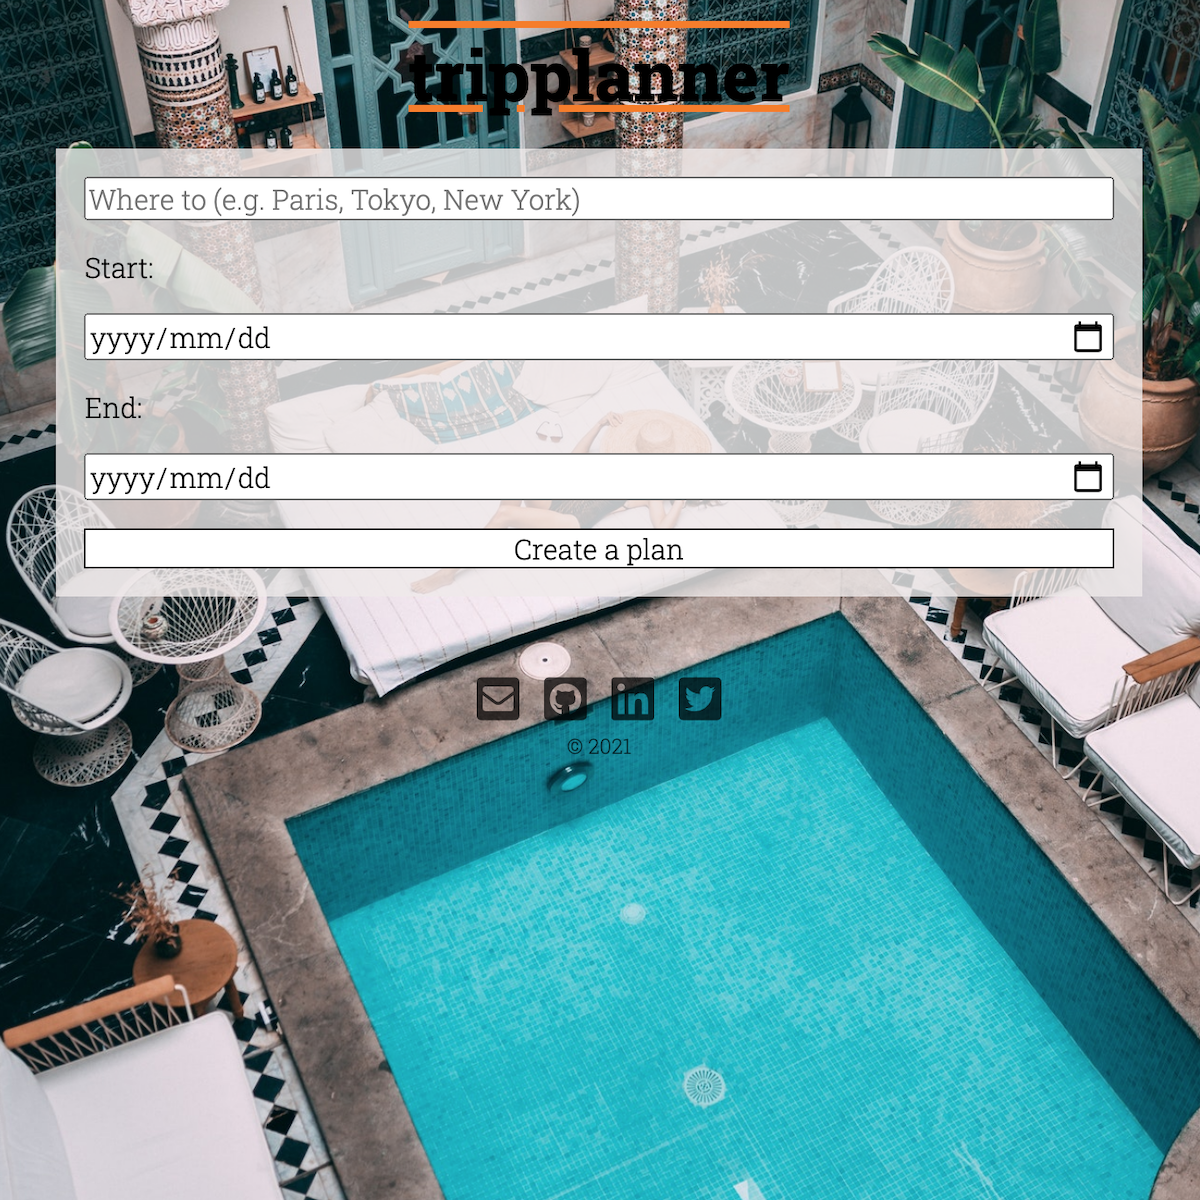 tripplanner
Where to (e.g. Paris, Tokyo, New York)
Start:
yyyy/mm/dd
End:
yyyy/mm/dd
Create a plan
© 2021